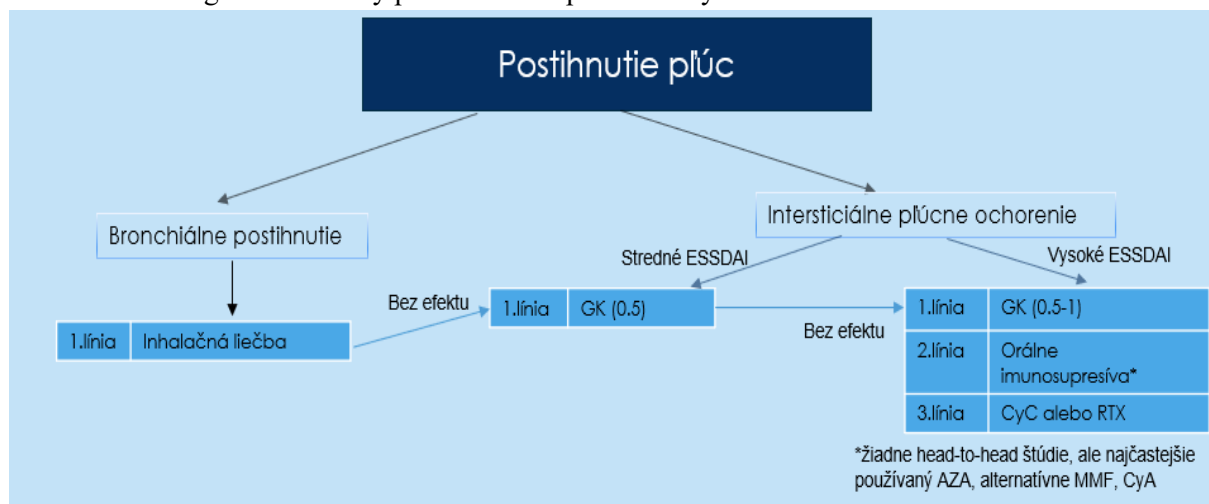 Postihnutie pľúc
Bronchiálne postihnutie
Intersticiálne pľúcne ochorenie
Stredné ESSDAI
Vysoké ESSDAI
1.línia Inhalačná liečba
Bez efektu
1.línia GK (0.5)
Bez efektu
1.línia GK (0.5-1)
2.línia Orálne
imunosupresíva*
3.línia CyC alebo RTX
*žiadne head-to-head štúdie, ale najčastejšie
používaný AZA, alternatívne MMF, CyA